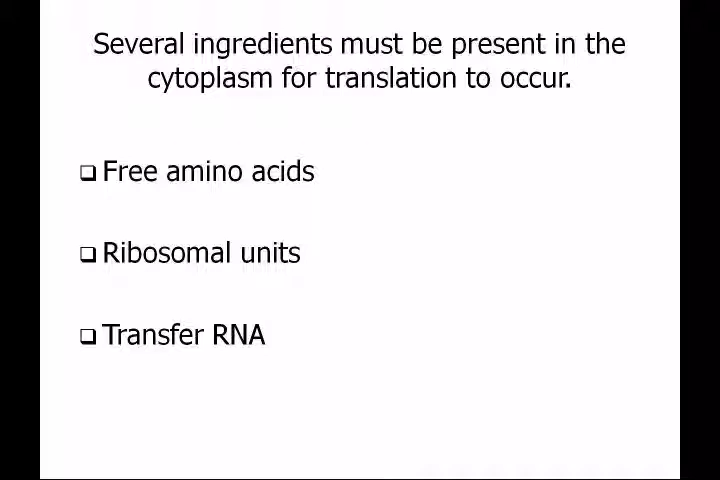 Several ingredients must be present in the
cytoplasm for translation to occur.
Free amino acids
Ribosomal units
Transfer RNA